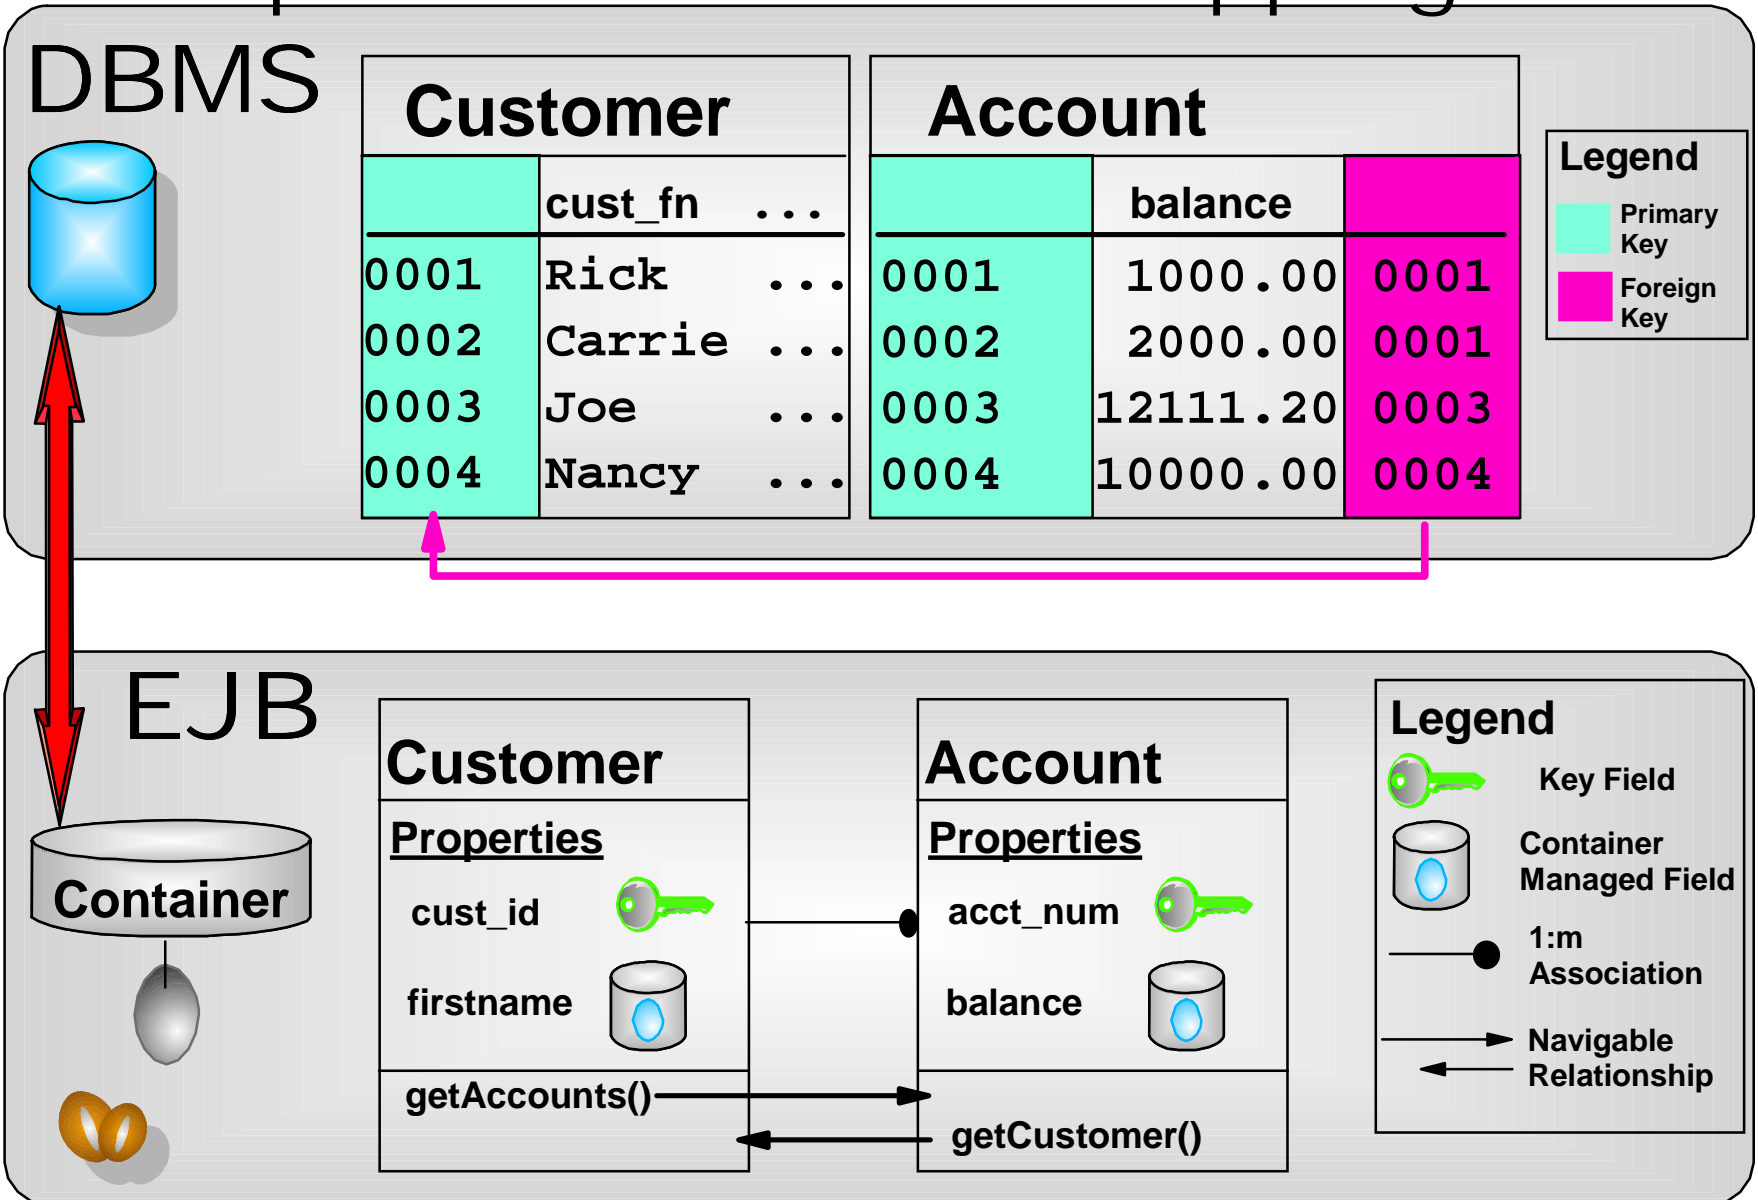 DBMS
Customer
Account
cust_fn ...
balance
0001 Rick ...
0002 Carrie ...
0003 Joe ...
0004 Nancy ...
0001 1000.00 0001
0002 2000.00 0001
0003 12111.20 0003
0004 10000.00 0004
Legend
Primary
Key
Foreign
Key
EJB
Container
Customer
Properties
cust_id
firstname
getAccounts()
Account
Properties
acct_num
balance
getCustomer()
Legend
Key Field
Container
Managed Field
1:m
Association
Navigable
Relationship